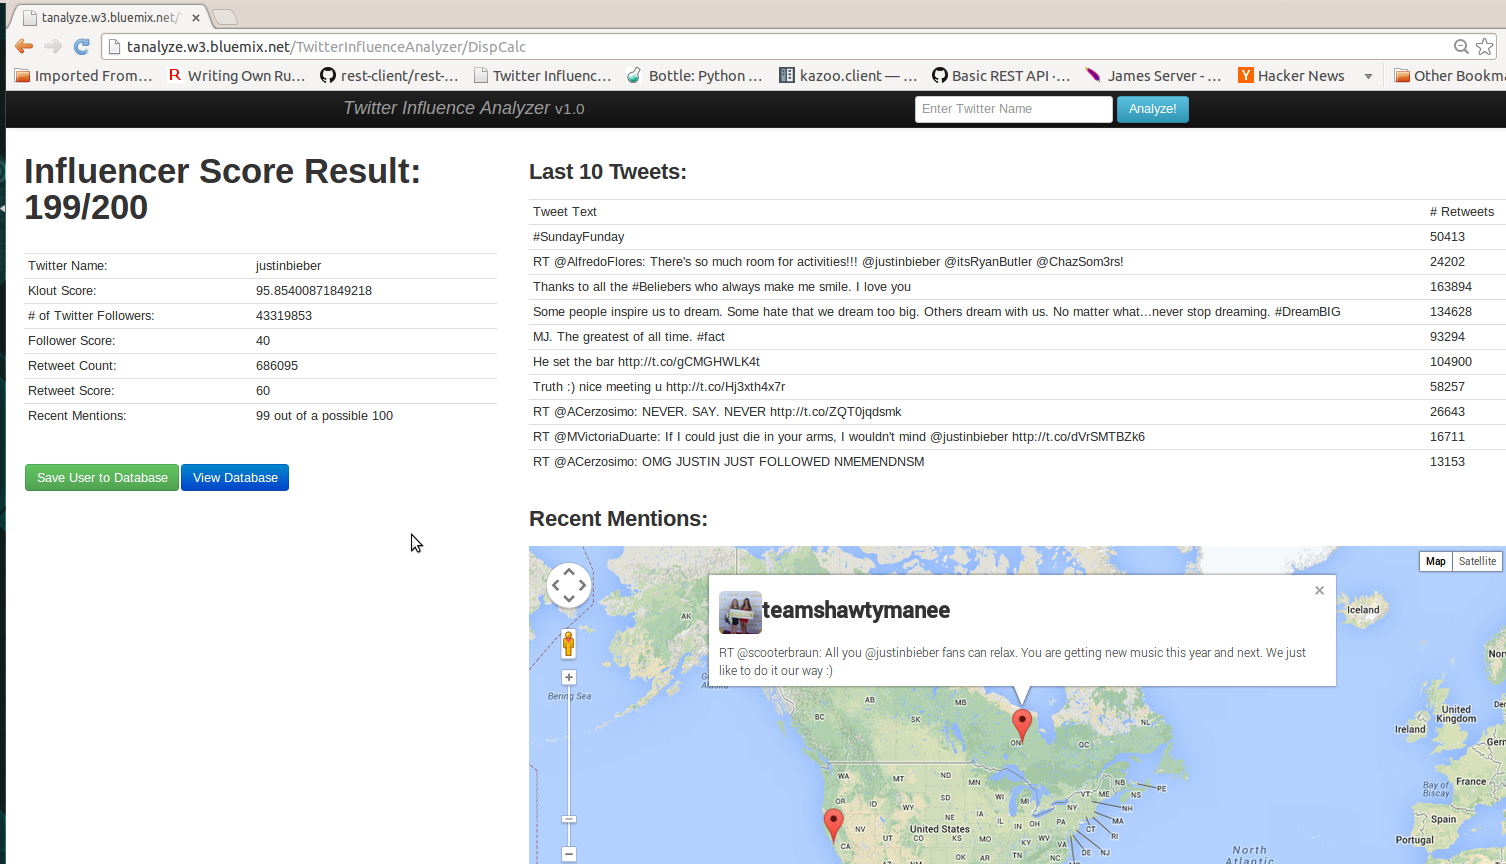 tanalyze.w3.bluemix.net/
tanalyze.w3.bluemix.net/TwitterInfluenceAnalyzer/DispCalc
Imported From... Writing Own Ru... rest-client/rest-... Twitter Influenc... Bottle: Python ... kazoo.client — ... Basic REST API ·... James Server - ... Hacker News Other Bookma
Twitter Influence Analyzer v1.0 Enter Twitter Name Analyze!
Influencer Score Result:
199/200
Twitter Name: justinbieber
Klout Score: 95.85400871849218
# of Twitter Followers: 43319853
Follower Score: 40
Retweet Count: 686095
Retweet Score: 60
Recent Mentions: 99 out of a possible 100
Save User to Database View Database
Last 10 Tweets:
Tweet Text # Retweets
#SundayFunday 50413
RT @AlfredoFlores: There's so much room for activities!!! @justinbieber @itsRyanButler @ChazSom3rs! 24202
Thanks to all the #Beliebers who always make me smile. I love you 163894
Some people inspire us to dream. Some hate that we dream too big. Others dream with us. No matter what...never stop dreaming. #DreamBIG 134628
MJ. The greatest of all time. #fact 93294
He set the bar http://t.co/gCMGHWLK4t 104900
Truth :) nice meeting u http://t.co/Hj3xth4x7r 58257
RT @ACerzosimo: NEVER. SAY. NEVER http://t.co/ZQT0jqdsmk 26643
RT @MVictoriaDuarte: If I could just die in your arms, I wouldn't mind @justinbieber http://t.co/dVrSMTBZk6 16711
RT @ACerzosimo: OMG JUSTIN JUST FOLLOWED NMEMENDNSM 13153
Recent Mentions:
Map Satellite
teamshawtymanee
RT @scooterbraun: All you @justinbieber fans can relax. You are getting new music this year and next. We just
like to do it our way :)
AK
Iceland
Nor
Bering Sea
Alaska
AB
MB
BC
SK
NL
ON
QC
United
Kingdom
Ireland
Den
Germ
WA
MT
ND
MN
NB
PE
NS
OR
ID
SD
WI
MI
VT
ME
NH
WY
NY
MA
NE
IA
IL
IN
OH
PA
CT
RI
NV
UT
CO
KS
MO
KY
WV
VA
NJ
DE
MD
United States
CA
AZ
NM
OK
AR
TN
NC
SC
France
Bay of
Biscay
Spain
Portugal
North
Atlantic